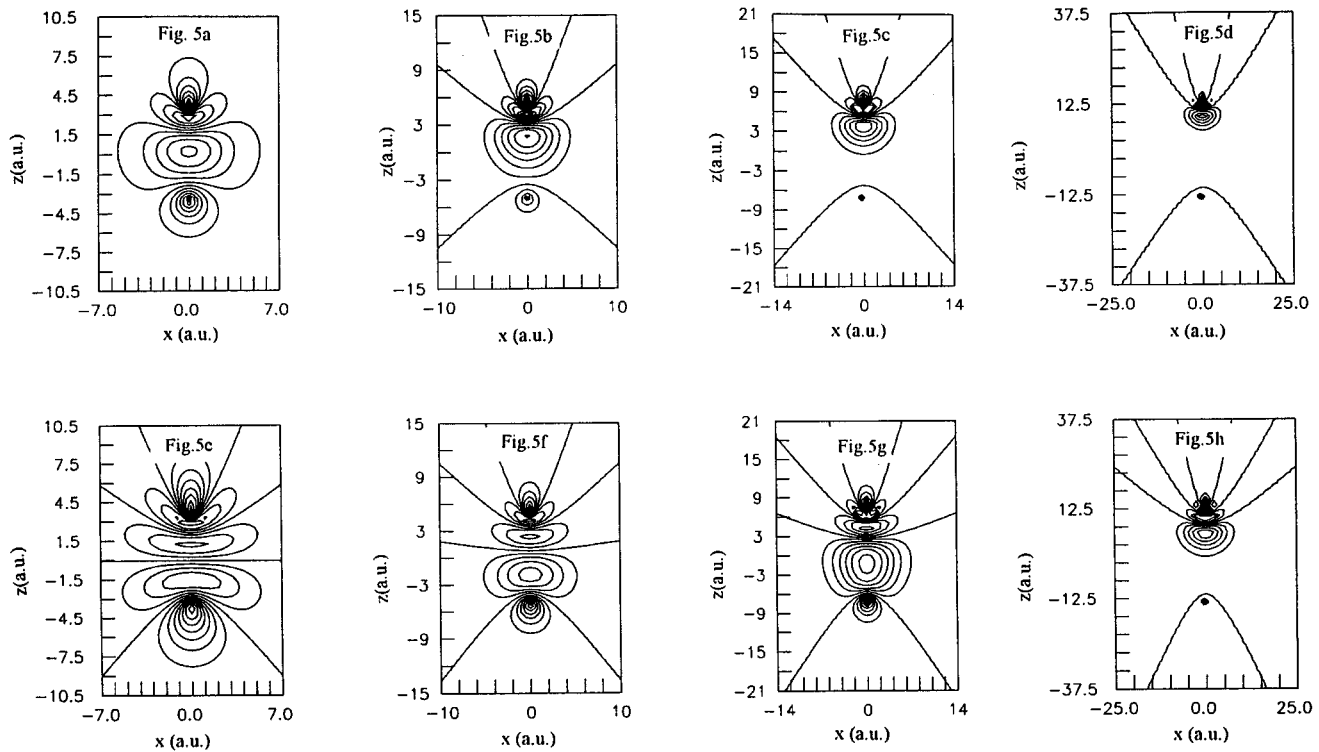 10.5
7.5
4.5
1.5
−1.5
−4.5
−7.5
−10.5
z(a.u.)
Fig. 5a
−7.0 0.0 7.0
x (a.u.)
15
9
3
−3
−9
−15
z(a.u.)
Fig.5b
−10 0 10
x (a.u.)
21
15
9
3
−3
−9
−15
−21
z(a.u.)
Fig.5c
−14 0 14
x (a.u.)
37.5
12.5
−12.5
−37.5
z(a.u.)
Fig.5d
−25.0 0.0 25.0
x (a.u.)
10.5
7.5
4.5
1.5
−1.5
−4.5
−7.5
−10.5
z(a.u.)
Fig.5e
−7.0 0.0 7.0
x (a.u.)
15
9
3
−3
−9
−15
z(a.u.)
Fig.5f
−10 0 10
x (a.u.)
21
15
9
3
−3
−9
−15
−21
z(a.u.)
Fig.5g
−14 0 14
x (a.u.)
37.5
12.5
−12.5
−37.5
z(a.u.)
Fig.5h
−25.0 0.0 25.0
x (a.u.)